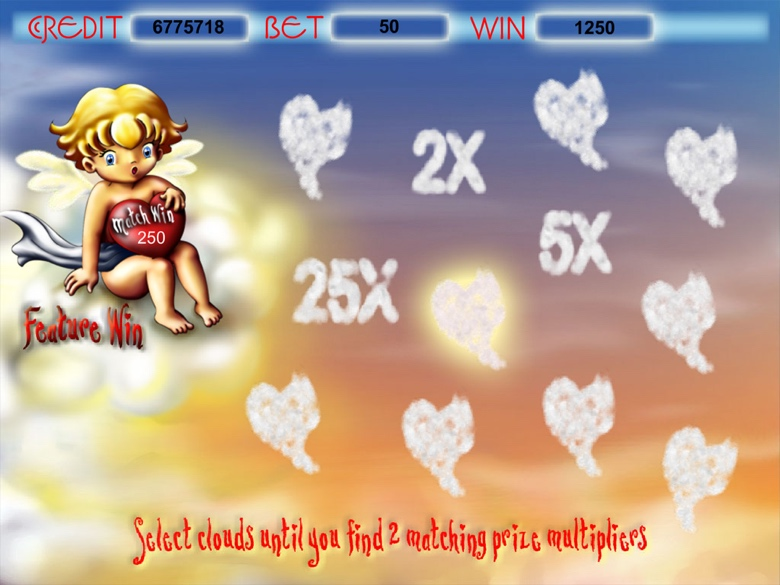 CREDIT 6775718 BET 50 WIN 1250
2X
match Win
250
5X
25X
Feature Win
Select clouds until you find 2 matching prize multipliers